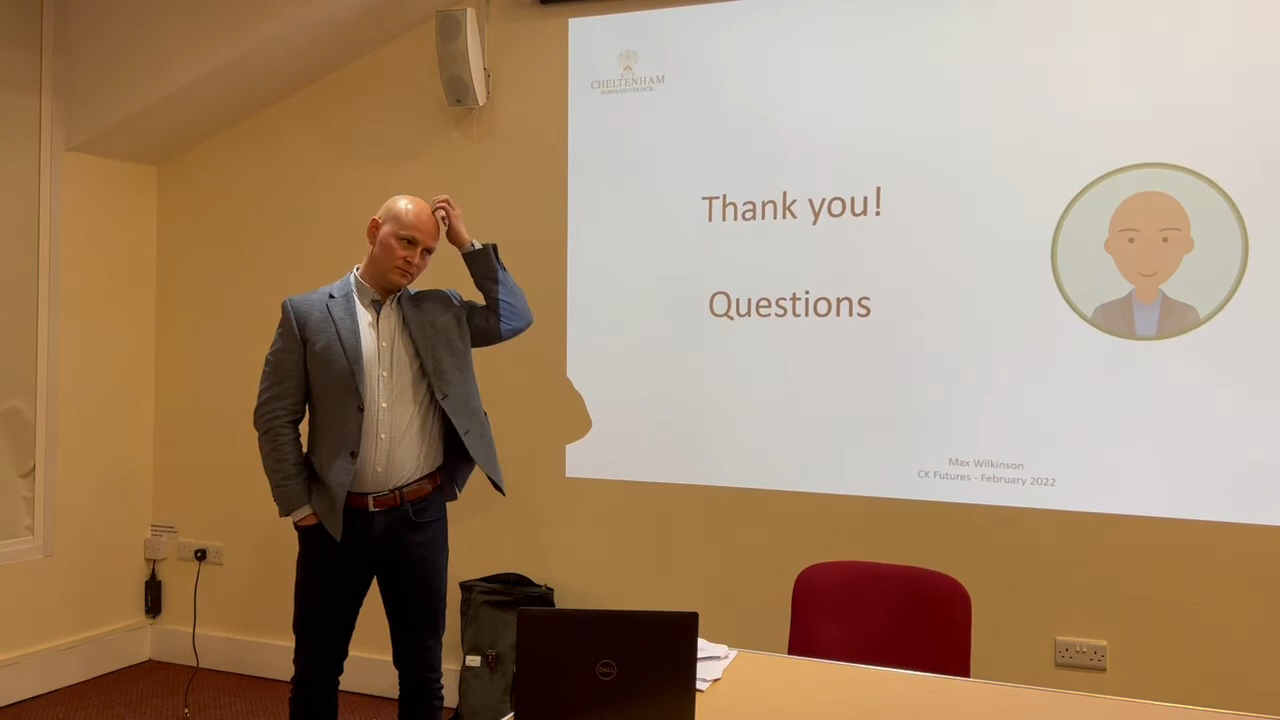 CHELTENHAM
BOROUGH COUNCIL
Thank you!
Questions
Max Wilkinson
CK Futures - February 2022
DELL